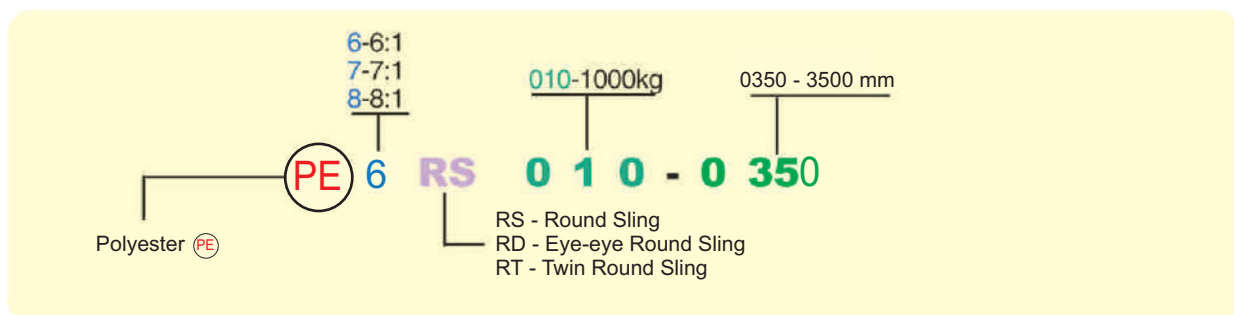 6-6:1
7-7:1
8-8:1
010-1000kg
0350 - 3500 mm
PE 6 RS 0 1 0 - 0 350
Polyester PE
RS - Round Sling
RD - Eye-eye Round Sling
RT - Twin Round Sling